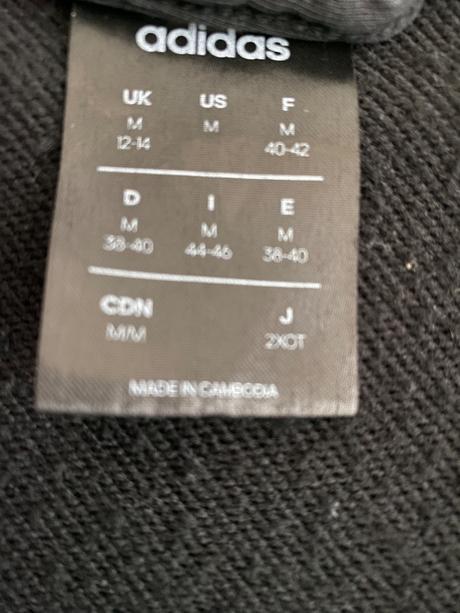 adidas
UK US F
M M M
12-14 40-42
D I E
M M M
38-40 44-46 38-40
CDN J
M/M 2XOT
MADE IN CAMBODIA